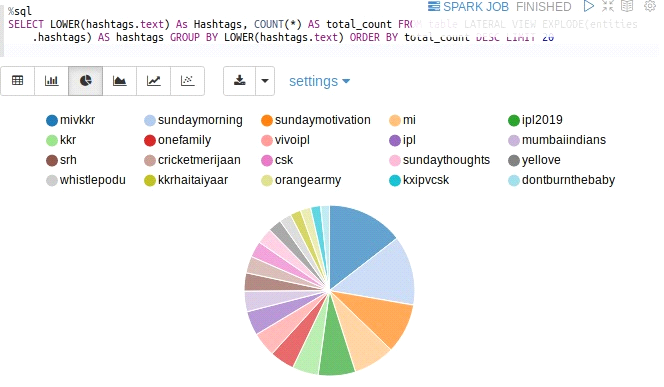 %sql
SPARK JOB FINISHED
SELECT LOWER(hashtags.text) As Hashtags, COUNT(*) AS total_count FROM table LATERAL VIEW EXPLODE(entities
.hashtags) AS hashtags GROUP BY LOWER(hashtags.text) ORDER BY total_count DESC LIMIT 20
settings
mivkkr sundaymorning sundaymotivation mi ipl2019
kkr onefamily vivoipl ipl mumbaiindians
srh cricketmerijaan csk sundaythoughts yellove
whistlepodu kkrhaitaiyaar orangearmy kxipvcsk dontburnthebaby